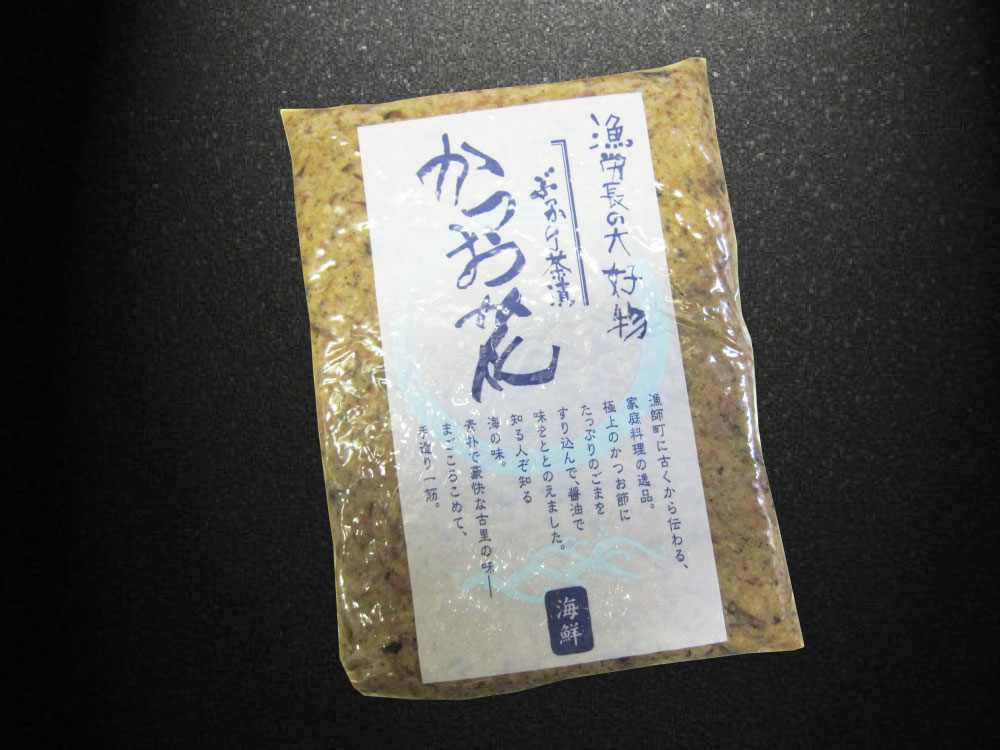 漁労長の大好物
ぶっかけ茶漬
かつお花
漁師町に古くから伝わる、
家庭料理の逸品。
極上のかつお節に
たっぷりのごまを
すり込んで、醤油で
味をととのえました。
知る人ぞ知る
海の味。
素朴で豪快な古里の味―
まごころこめて、
手造り一筋。
海鮮